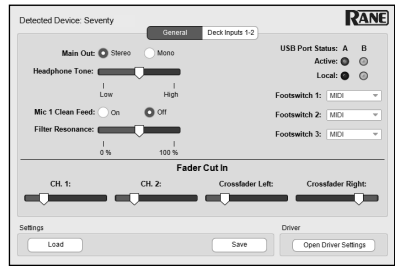 Detected Device: Seventy
RANE
General
Deck Inputs 1-2
Main Out: Stereo Mono
Headphone Tone:
Low High
Mic 1 Clean Feed: On Off
Filter Resonance:
0 % 100 %
USB Port Status: A B
Active:
Local:
Footswitch 1: MIDI
Footswitch 2: MIDI
Footswitch 3: MIDI
Fader Cut In
CH. 1: CH. 2: Crossfader Left: Crossfader Right:
Settings
Load Save
Driver
Open Driver Settings